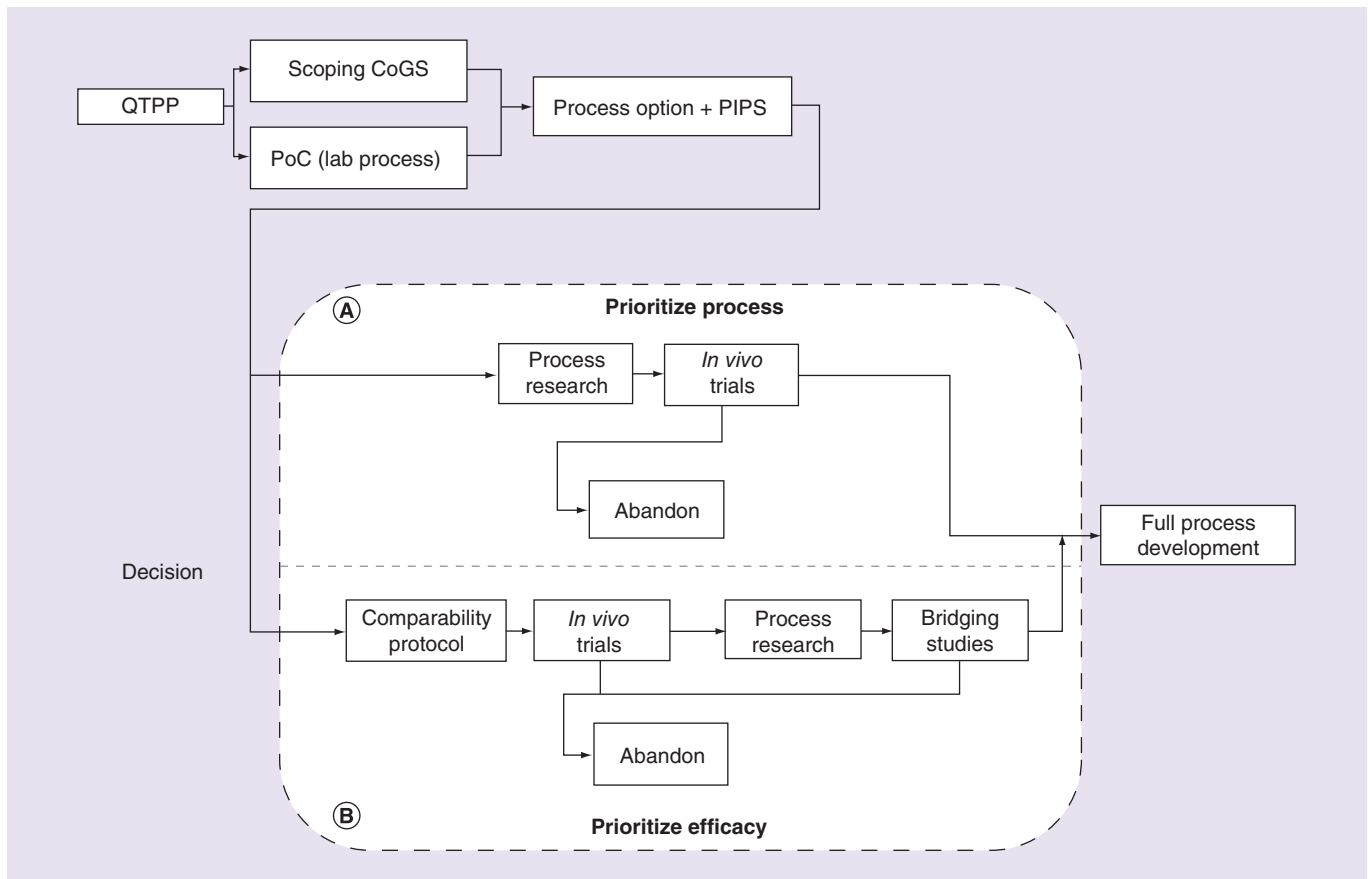 QTPP
Scoping CoGS
PoC (lab process)
Process option + PIPS
A
Prioritize process
Process
research
In vivo
trials
Abandon
Full process
development
Decision
Comparability
protocol
In vivo
trials
Process
research
Bridging
studies
Abandon
B
Prioritize efficacy